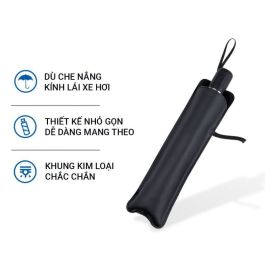 DÙ CHE NẮNG
KÍNH LÁI XE HƠI
THIẾT KẾ NHỎ GỌN
DỄ DÀNG MANG THEO
KHUNG KIM LOẠI
CHẮC CHẮN